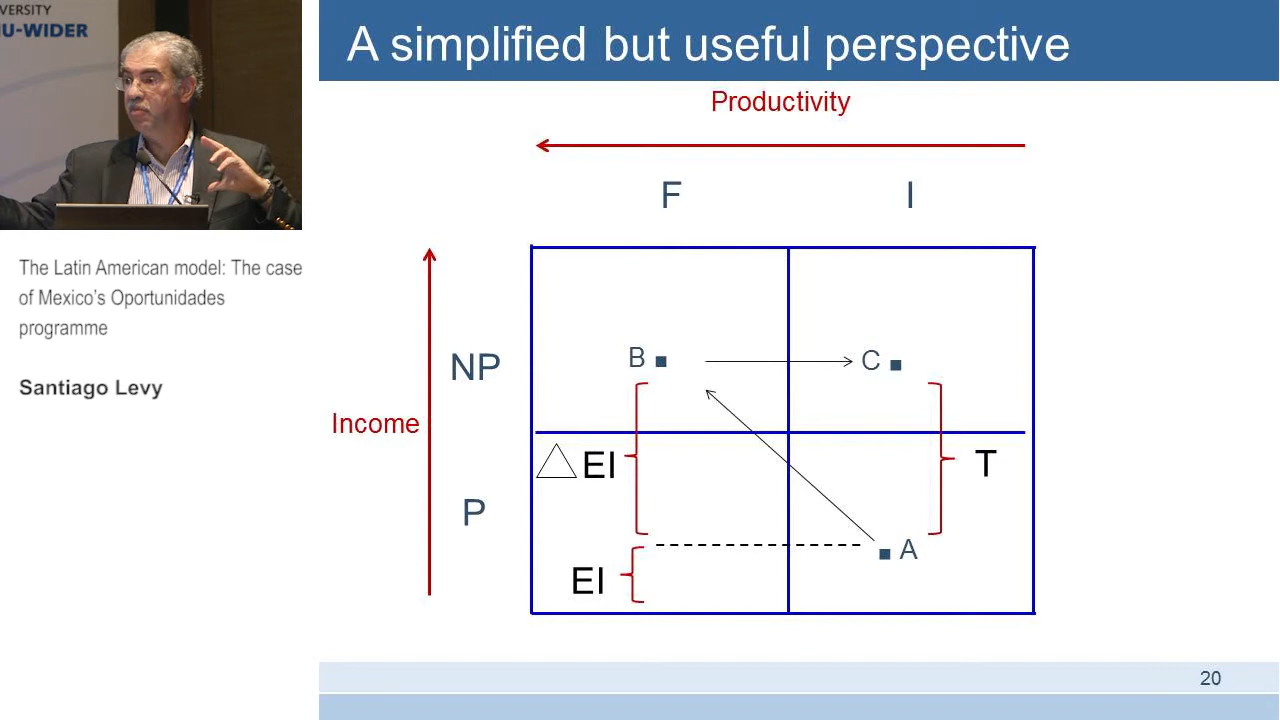 VERSITY
U-WIDER
The Latin American model: The case
of Mexico's Oportunidades
programme
Santiago Levy
A simplified but useful perspective
Productivity
F I
NP
B C
Income
△ EI T
P
A
EI
20